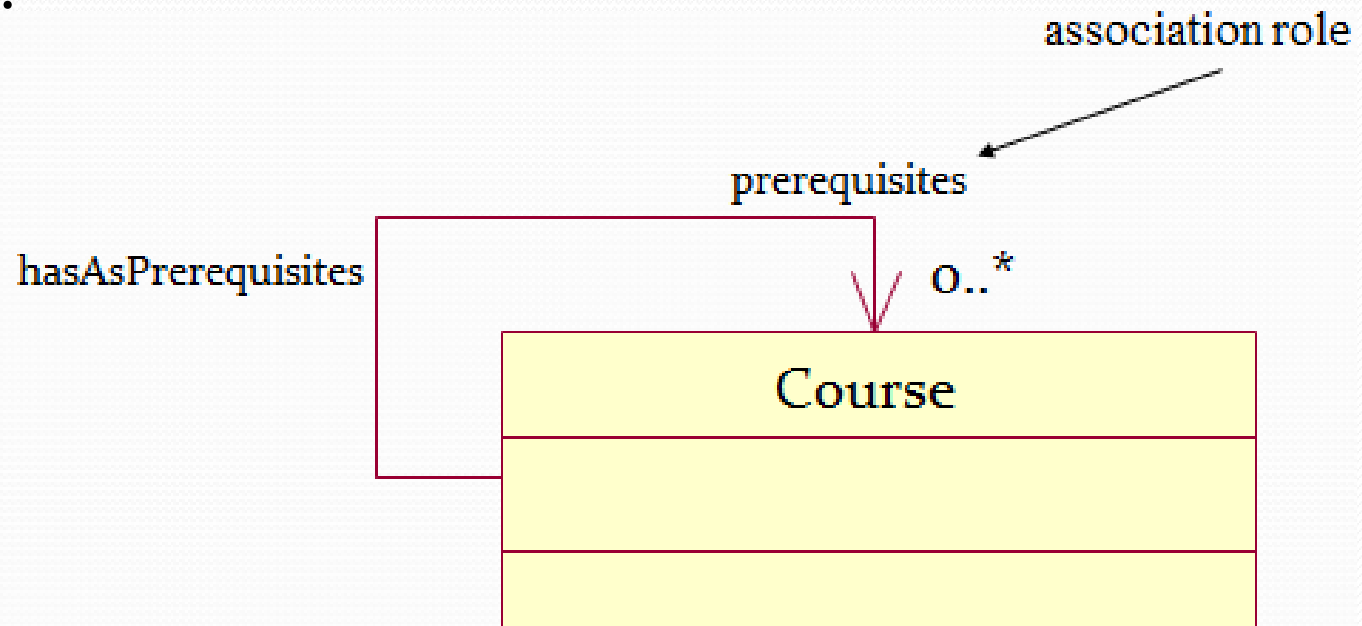 association role
prerequisites
hasAsPrerequisites
0..*
Course